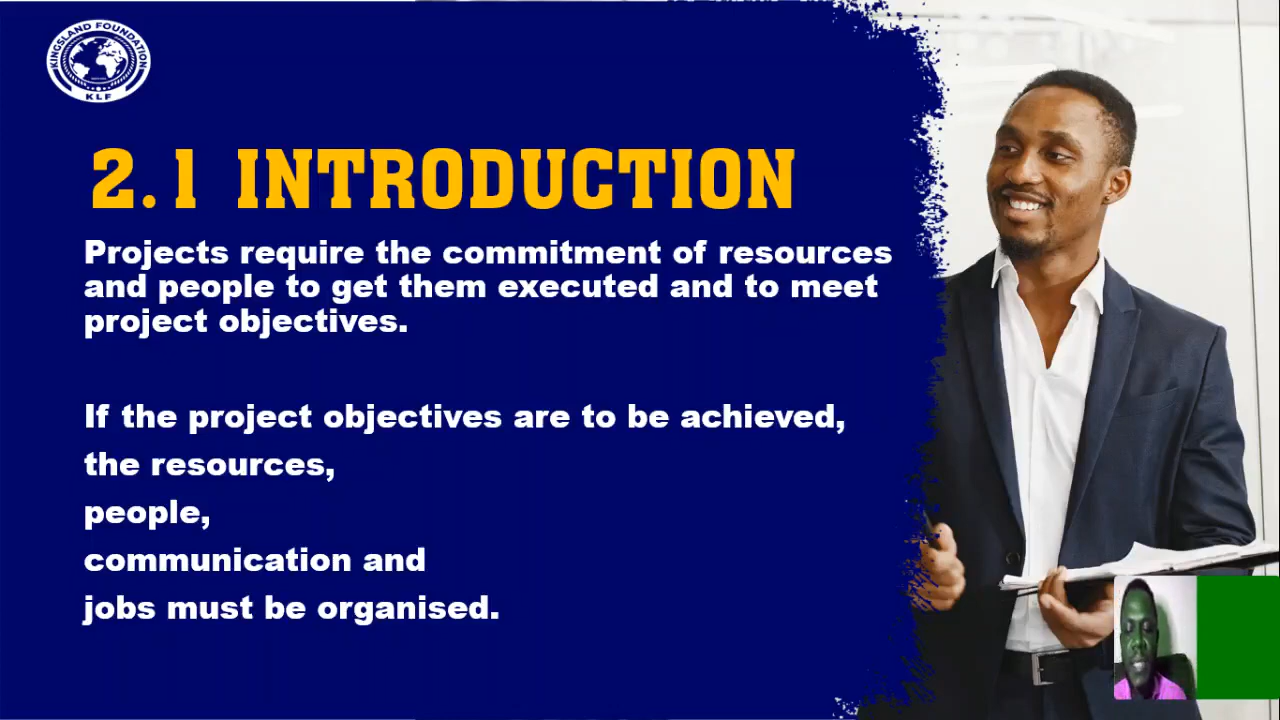 KINGSLAND FOUNDATION
KLF
2.1 INTRODUCTION
Projects require the commitment of resources
and people to get them executed and to meet
project objectives.
If the project objectives are to be achieved,
the resources,
people,
communication and
jobs must be organised.